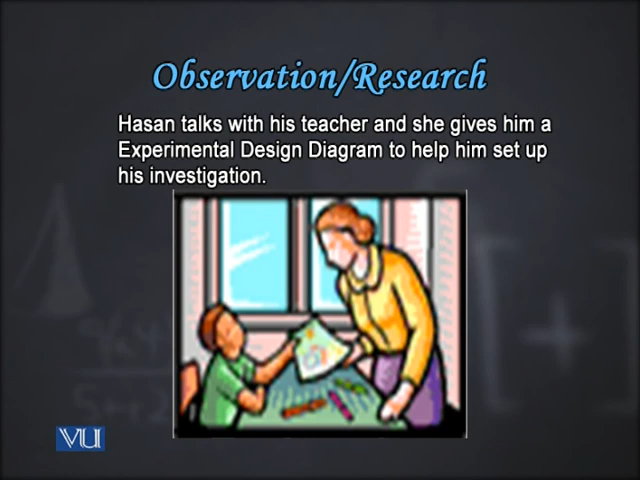 Observation/Research
Hasan talks with his teacher and she gives him a
Experimental Design Diagram to help him set up
his investigation.
VU